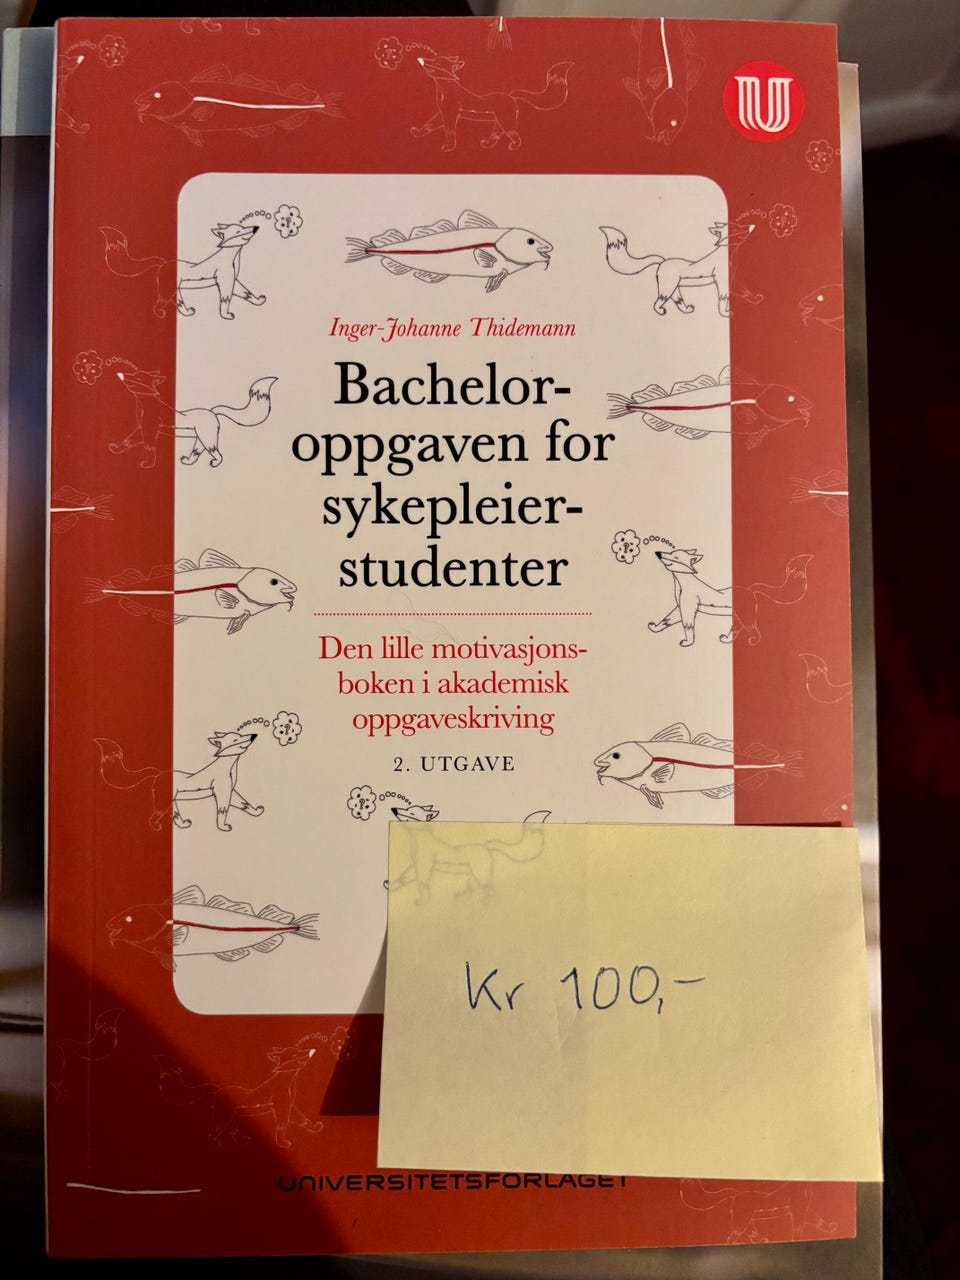 U
Inger-Johanne Thidemann
Bachelor-
oppgaven for
sykepleier-
studenter
Den lille motivasjons-
boken i akademisk
oppgaveskriving
2. UTGAVE
Kr 100,-
UNIVERSITETSFORLAGET